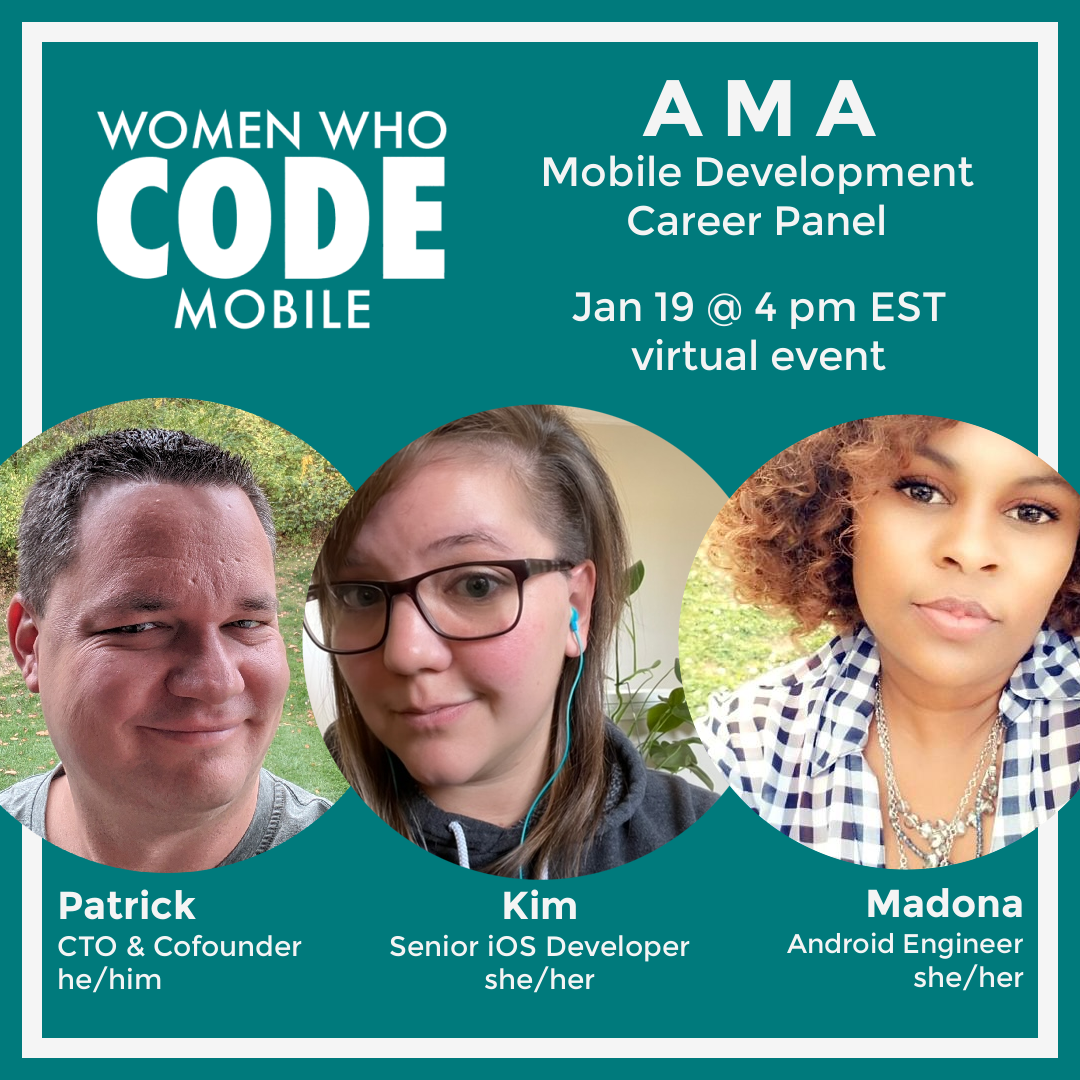 WOMEN WHO
CODE
MOBILE
AMA
Mobile Development
Career Panel
Jan 19 @ 4 pm EST
virtual event
Patrick
CTO & Cofounder
he/him
Kim
Senior iOS Developer
she/her
Madona
Android Engineer
she/her